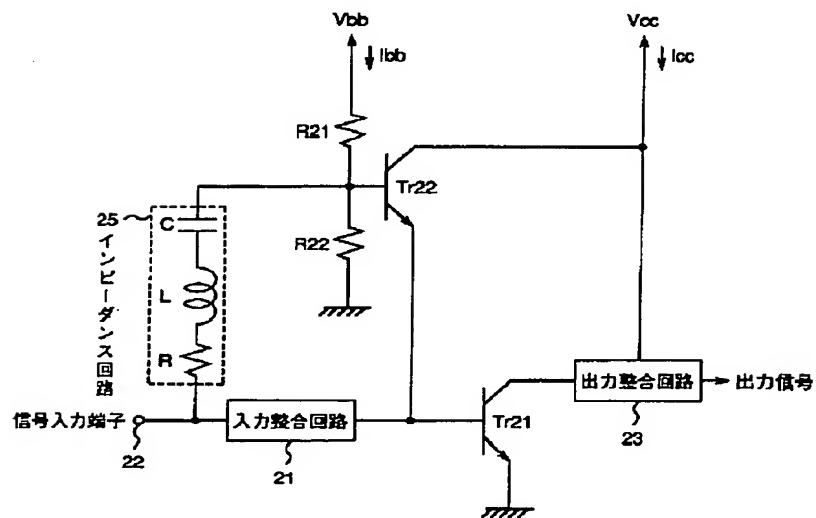 Vbb
Ibb
Vcc
Icc
R21
Tr22
25
インピーダンス回路
C
L
R
R22
信号入力端子
22
入力整合回路
21
Tr21
出力整合回路
23
出力信号